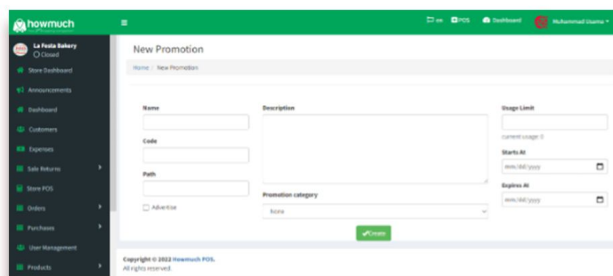 howmuch
en
POS
Dashboard
Muhammad Usama
La Festa Bakery
Closed
Store Dashboard
Announcements
Dashboard
Customers
Expenses
Sale Returns
Store POS
Orders
Purchases
User Management
Products
New Promotion
Home / New Promotion
Name
Code
Path
Advertise
Description
Promotion category
None
Usage Limit
current usage: 0
Starts At
mm/dd/yyyy
Expires At
mm/dd/yyyy
Create
Copyright © 2022 Howmuch POS.
All rights reserved.